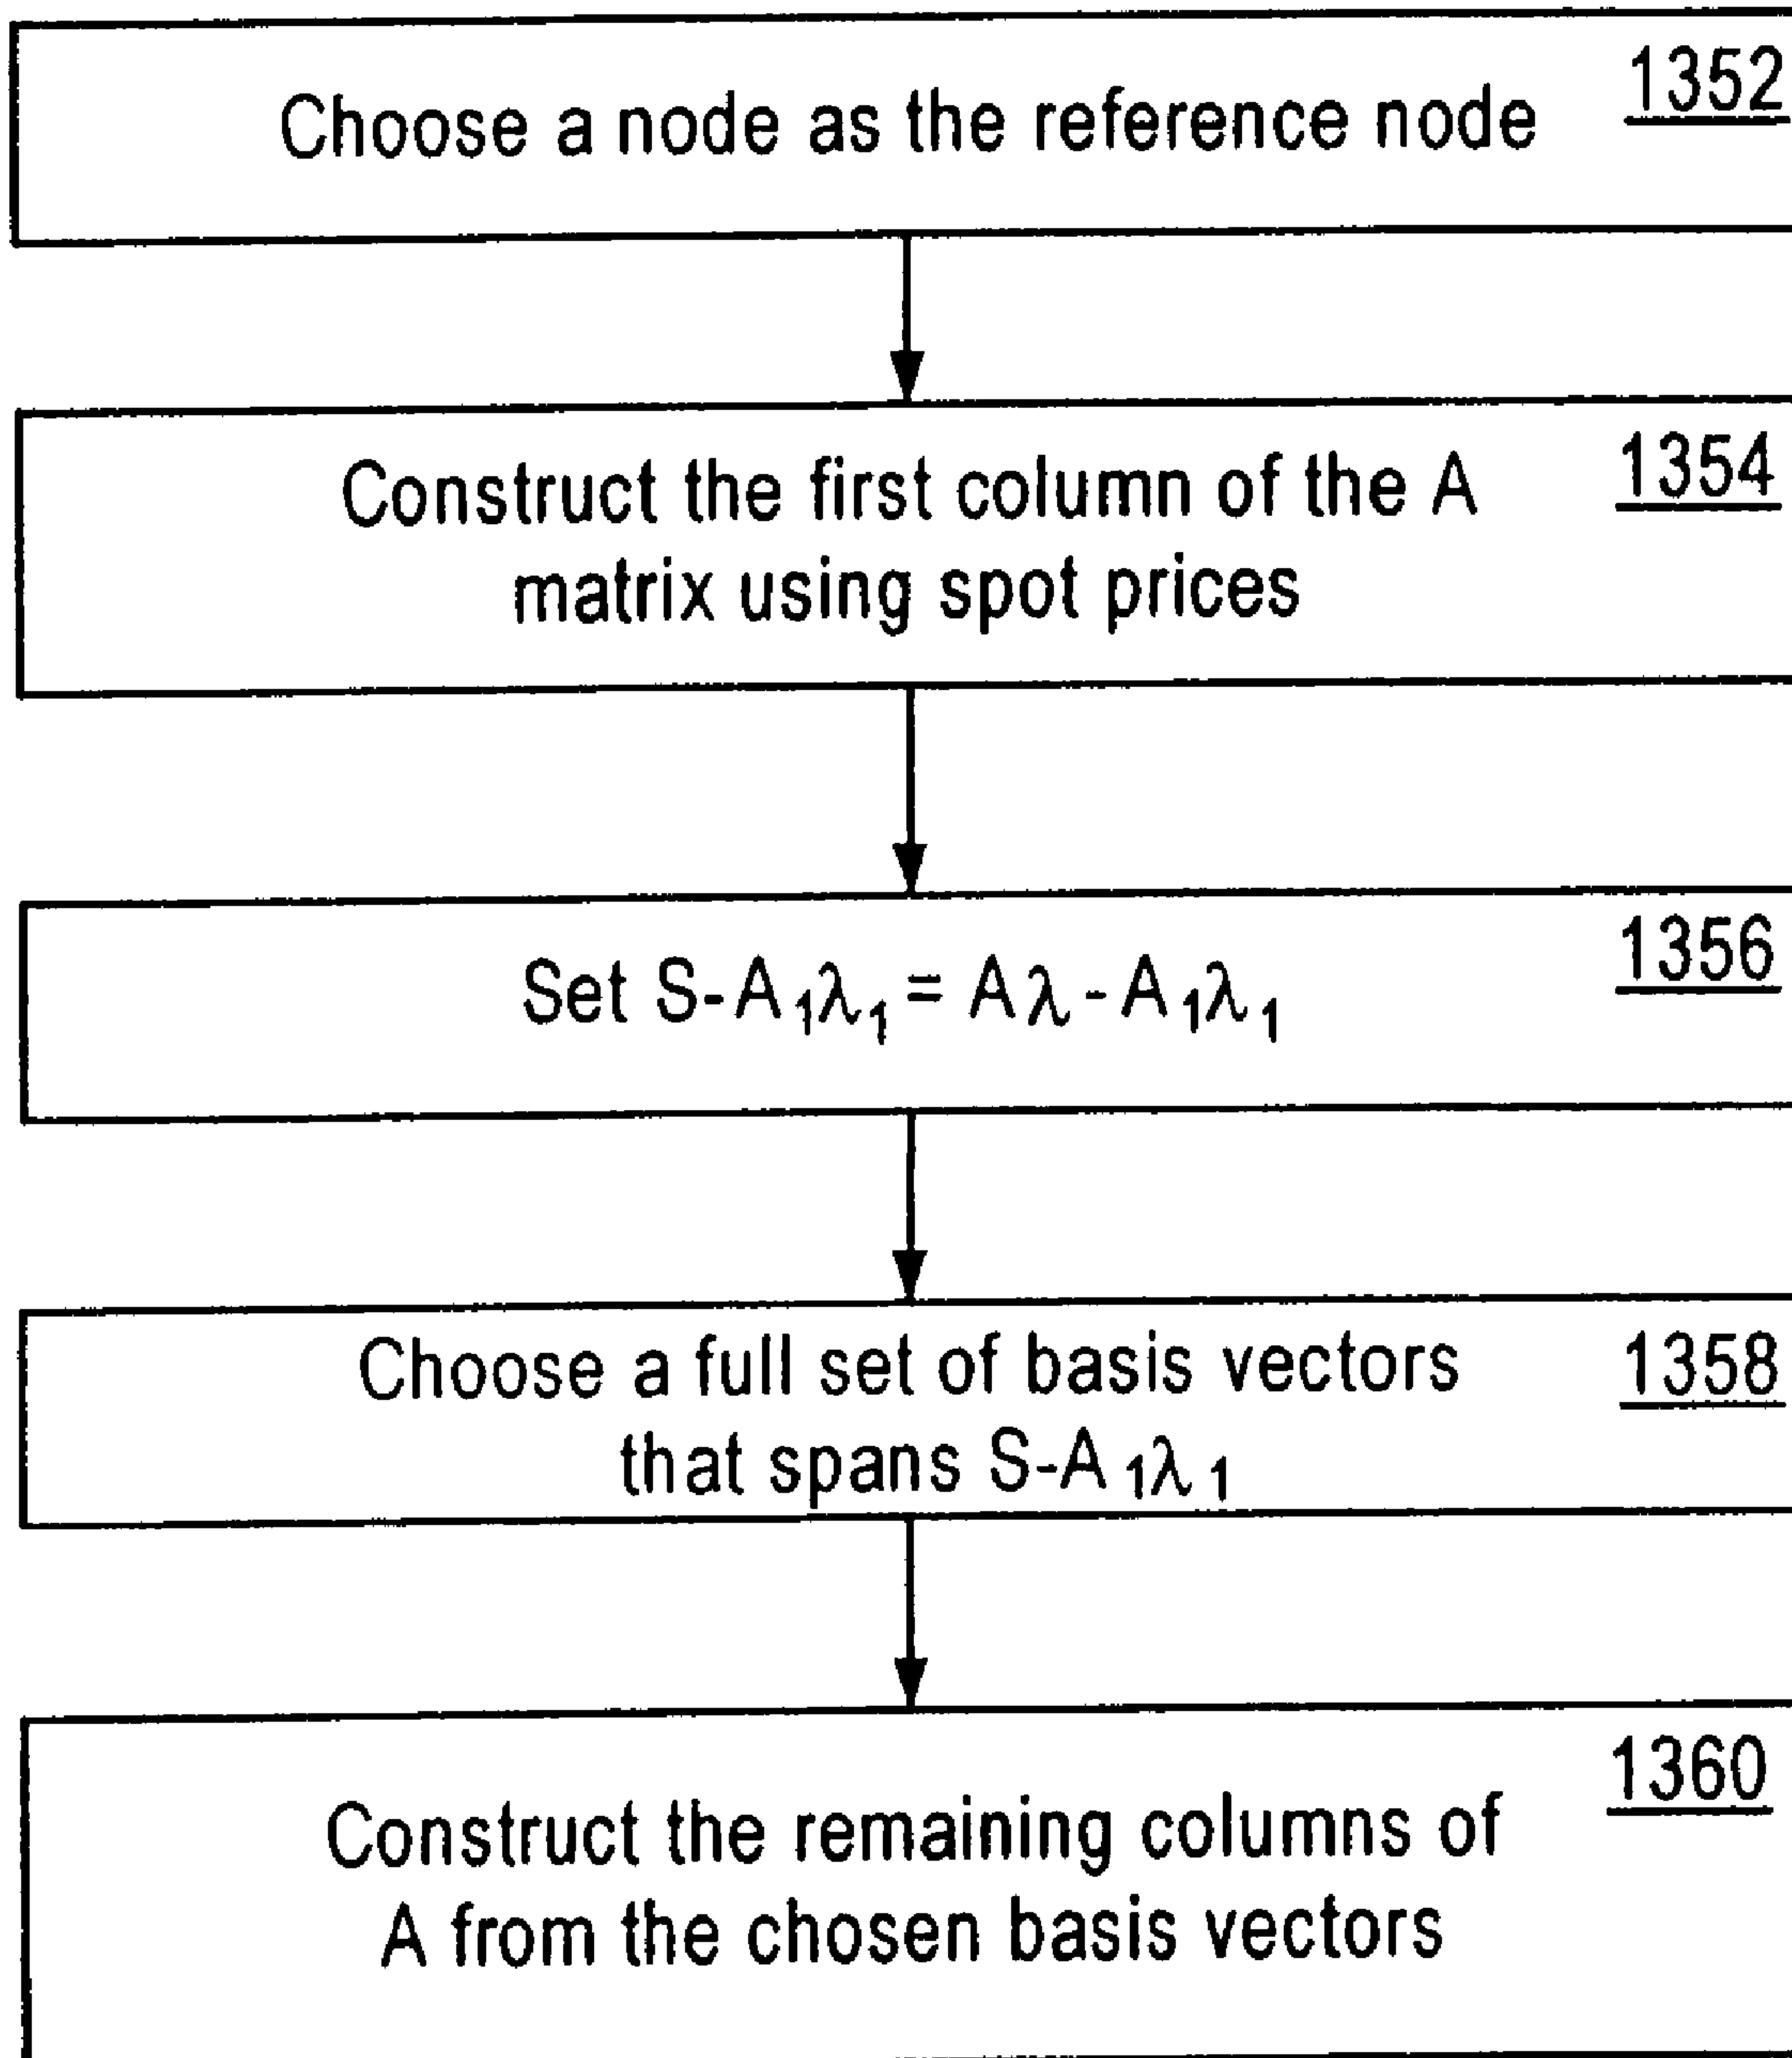 1352
Choose a node as the reference node
1354
Construct the first column of the A
matrix using spot prices
1356
Set S-A₁λ₁ = Aλ-A₁λ₁
1358
Choose a full set of basis vectors
that spans S-A₁λ₁
1360
Construct the remaining columns of
A from the chosen basis vectors